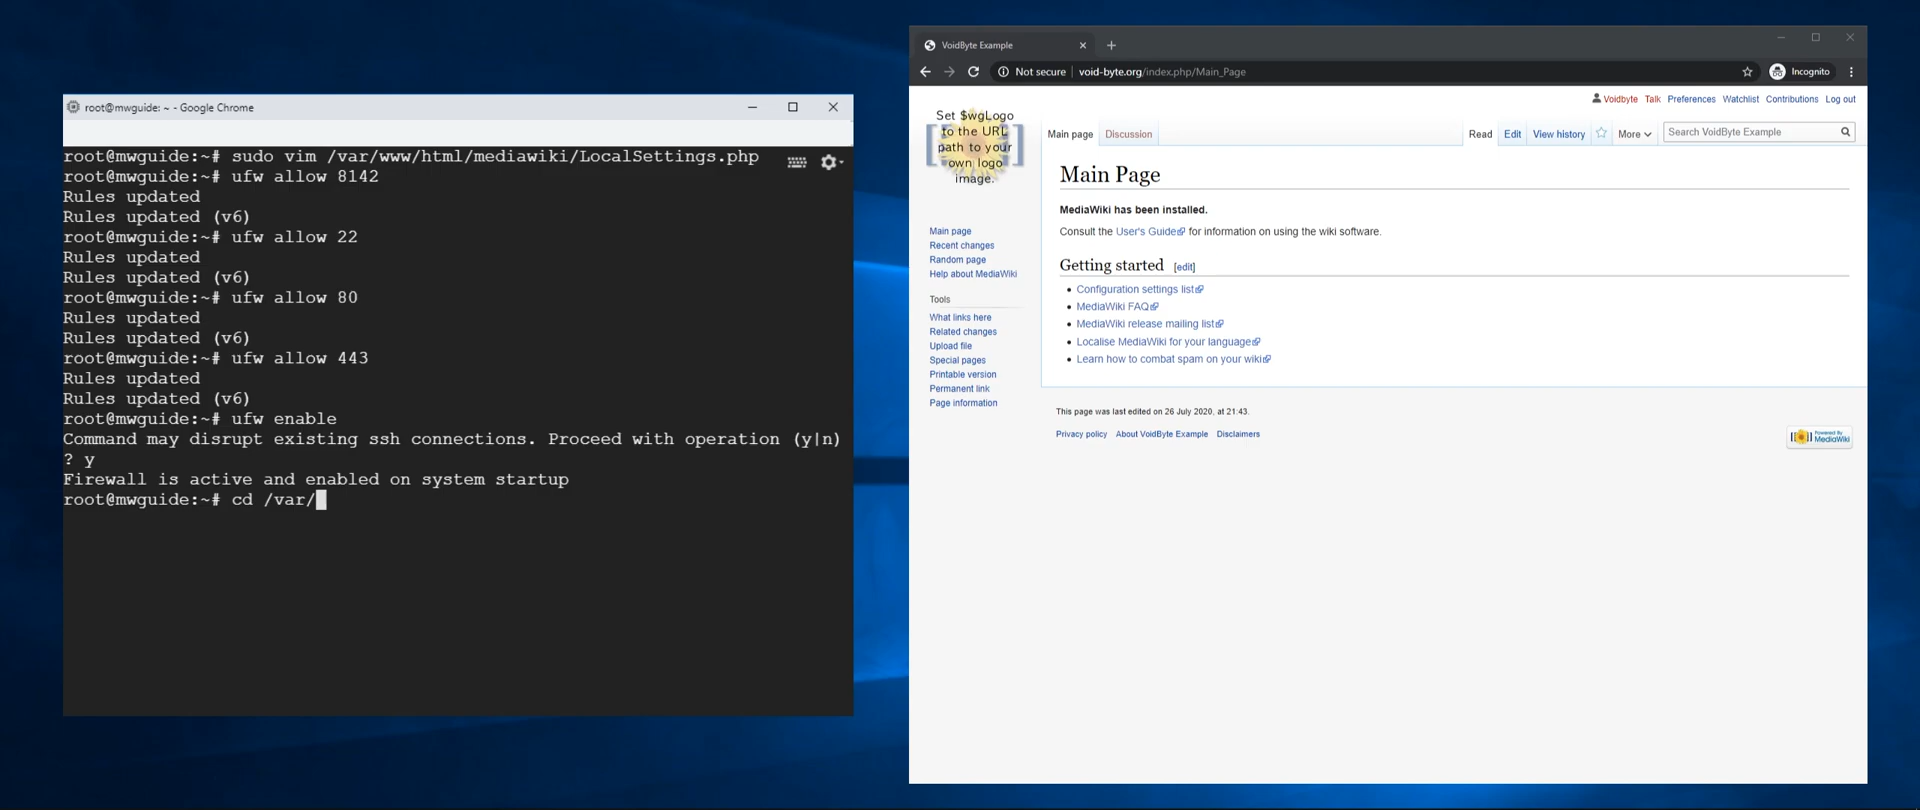 root@mwguide: ~ - Google Chrome
root@mwguide:~# sudo vim /var/www/html/mediawiki/LocalSettings.php
root@mwguide:~# ufw allow 8142
Rules updated
Rules updated (v6)
root@mwguide:~# ufw allow 22
Rules updated
Rules updated (v6)
root@mwguide:~# ufw allow 80
Rules updated
Rules updated (v6)
root@mwguide:~# ufw allow 443
Rules updated
Rules updated (v6)
root@mwguide:~# ufw enable
Command may disrupt existing ssh connections. Proceed with operation (y|n)
? y
Firewall is active and enabled on system startup
root@mwguide:~# cd /var/
VoidByte Example
Not secure | void-byte.org/index.php/Main_Page
Incognito
Voidbyte Talk Preferences Watchlist Contributions Log out
Set $wgLogo
to the URL
path to your
own logo
image.
Main page Discussion
Read Edit View history More Search VoidByte Example
Main Page
MediaWiki has been installed.
Consult the User's Guide for information on using the wiki software.
Getting started [edit]
Configuration settings list
MediaWiki FAQ
MediaWiki release mailing list
Localise MediaWiki for your language
Learn how to combat spam on your wiki
Main page
Recent changes
Random page
Help about MediaWiki
Tools
What links here
Related changes
Upload file
Special pages
Printable version
Permanent link
Page information
This page was last edited on 26 July 2020, at 21:43.
Privacy policy About VoidByte Example Disclaimers
Powered By
MediaWiki